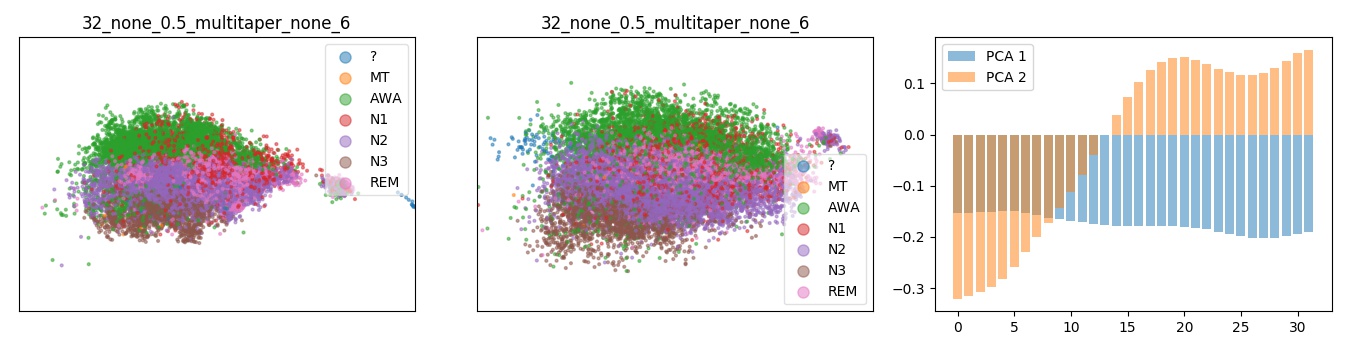 32_none_0.5_multitaper_none_6
?
MT
AWA
N1
N2
N3
REM
32_none_0.5_multitaper_none_6
?
MT
AWA
N1
N2
N3
REM
PCA 1
PCA 2
0.1
0.0
−0.1
−0.2
−0.3
0 5 10 15 20 25 30